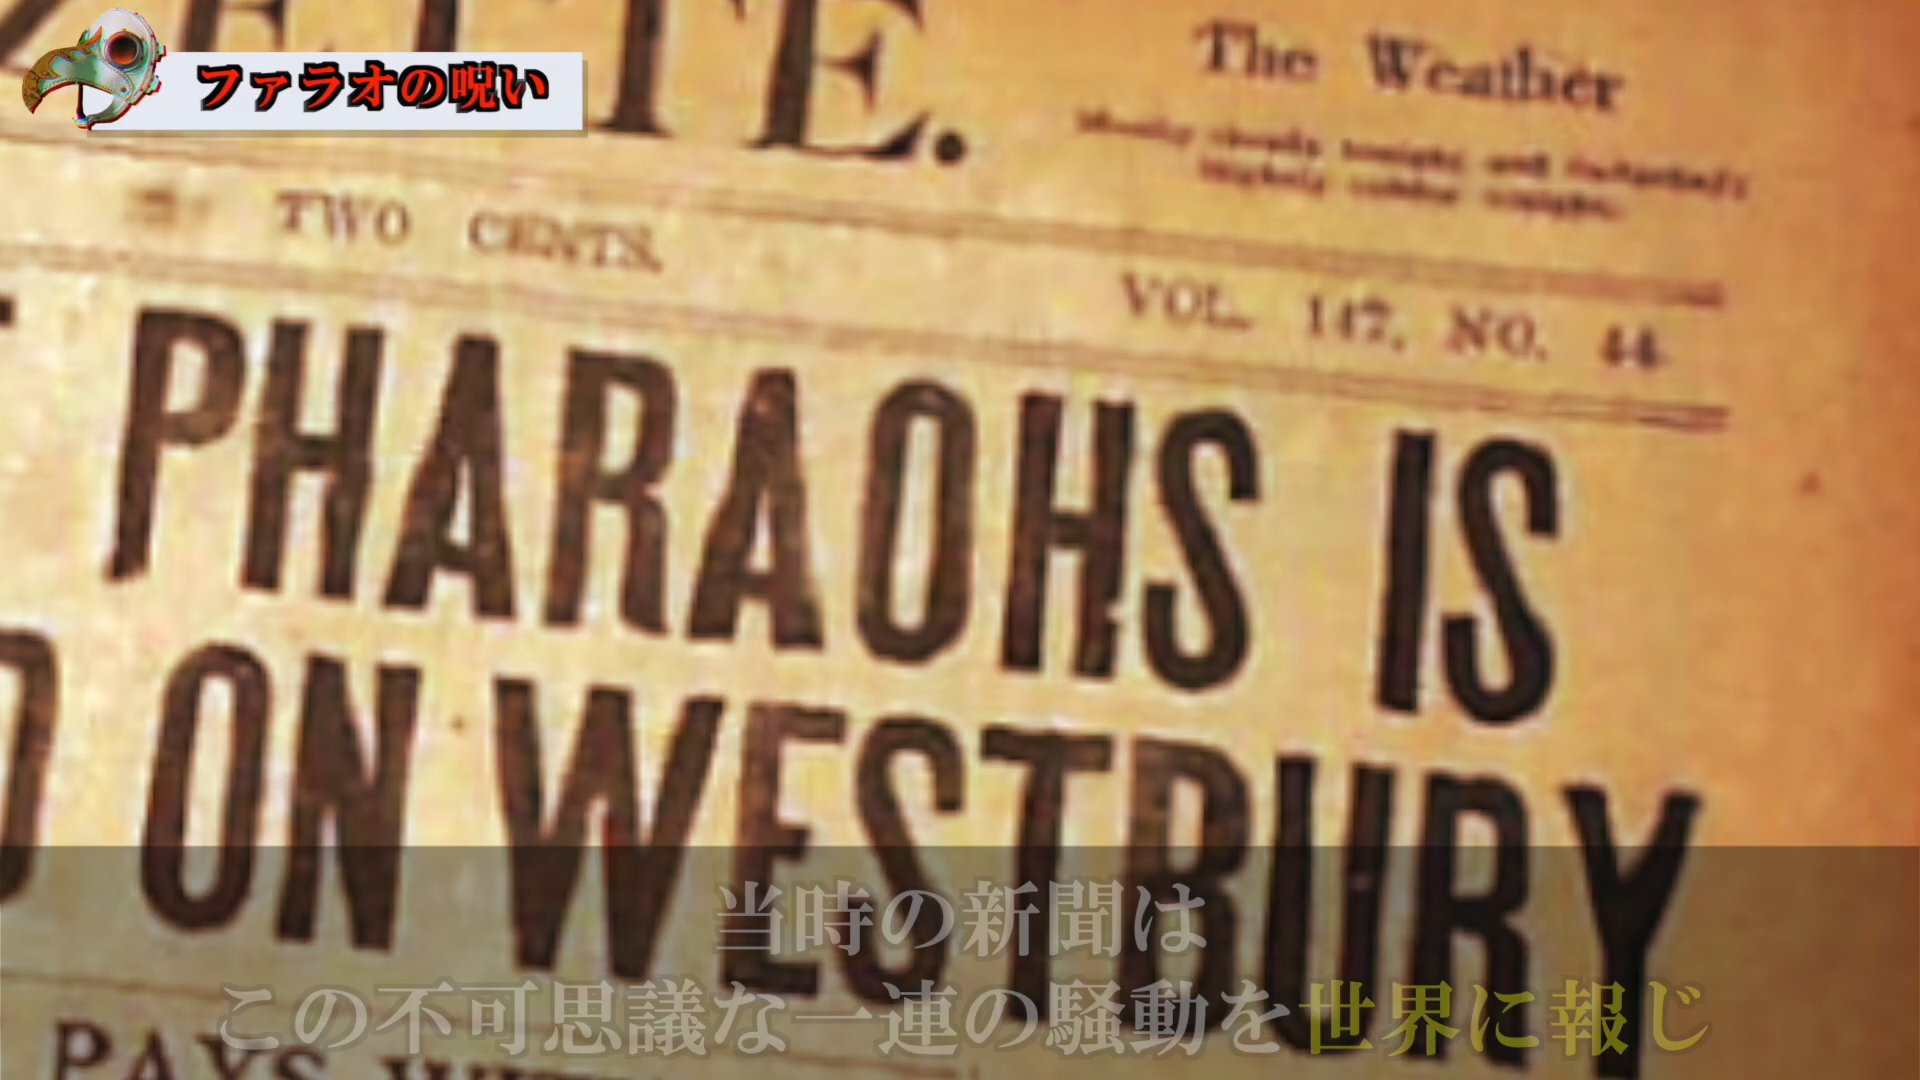 ファラオの呪い
The Weather
TWO CENTS.
VOL. 147, NO. 44
PHARAOHS IS
ON WESTBURY
当時の新聞は
この不可思議な一連の騒動を世界に報じ
PAYS